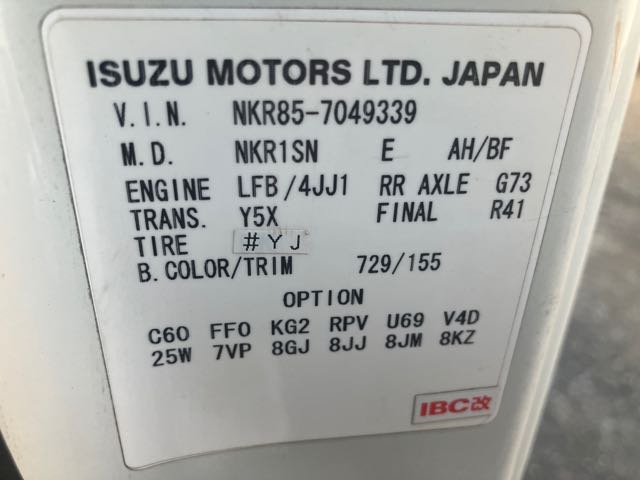 ISUZU MOTORS LTD. JAPAN
V.I.N. NKR85-7049339
M.D. NKR1SN E AH/BF
ENGINE LFB/4JJ1 RR AXLE G73
TRANS. Y5X FINAL R41
TIRE #YJ
B.COLOR/TRIM 729/155
OPTION
C60 FF0 KG2 RPV U69 V4D
25W 7VP 8GJ 8JJ 8JM 8KZ
IBC改